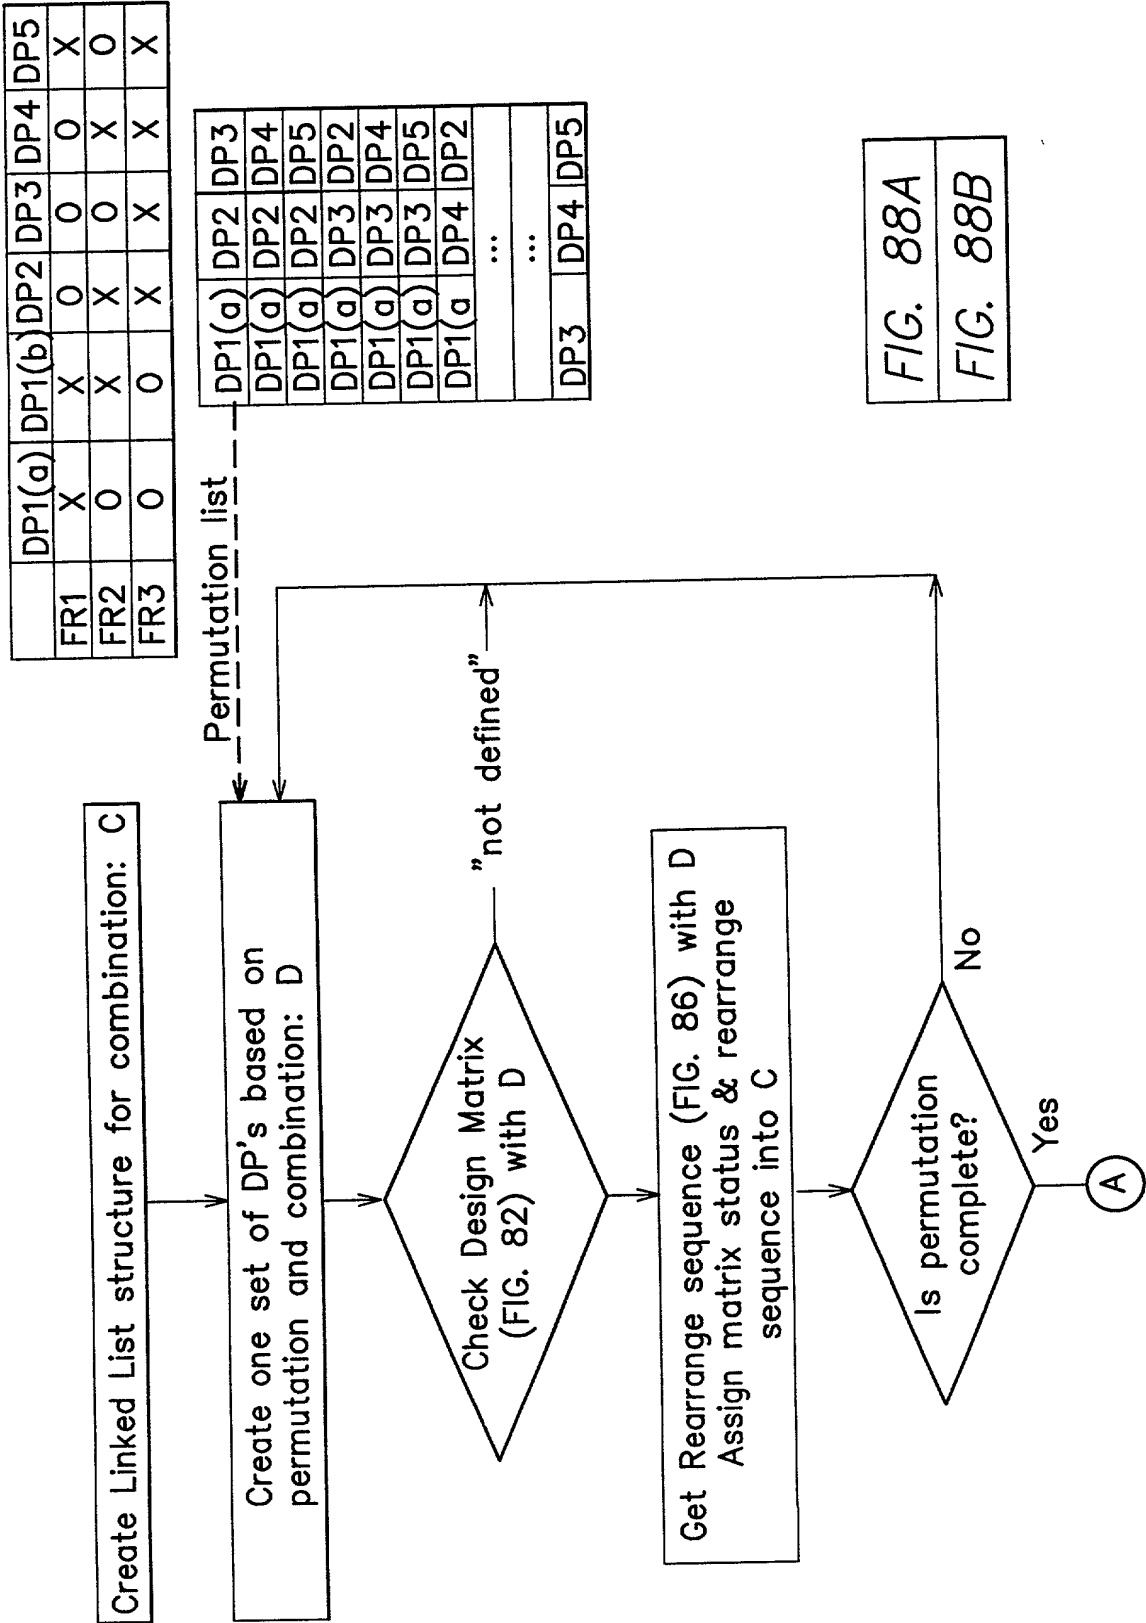 DP1(a) DP1(b) DP2 DP3 DP4 DP5
FR1 X X O O O X
FR2 O X X O X O
FR3 O O X X X X
Create Linked List structure for combination: C
Permutation list
DP1(a) DP2 DP3
DP1(a) DP2 DP4
DP1(a) DP2 DP5
DP1(a) DP3 DP2
DP1(a) DP3 DP4
DP1(a) DP3 DP5
DP1(a DP4 DP2
...
...
DP3 DP4 DP5
Create one set of DP's based on
permutation and combination: D
Check Design Matrix
(FIG. 82) with D
"not defined"
Get Rearrange sequence (FIG. 86) with D
Assign matrix status & rearrange
sequence into C
Is permutation
complete?
No
Yes
A
FIG. 88A
FIG. 88B